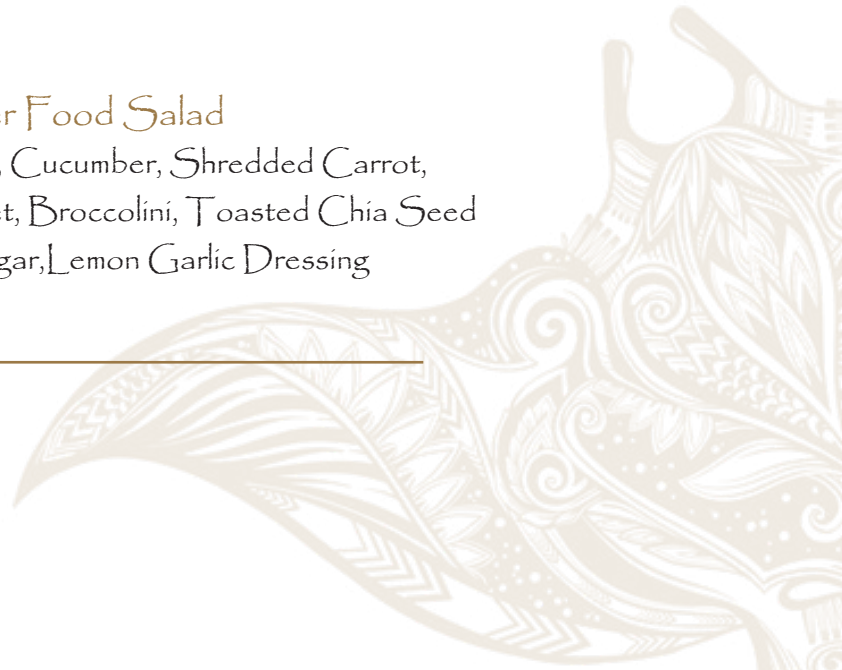 r Food Salad
, Cucumber, Shredded Carrot,
t, Broccolini, Toasted Chia Seed
gar,Lemon Garlic Dressing